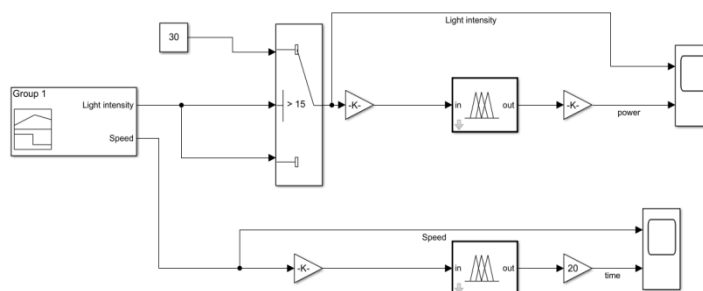 Light intensity
30
Group 1
Light intensity
Speed
> 15
-K-
in
out
-K-
power
Speed
-K-
in
out
20
time